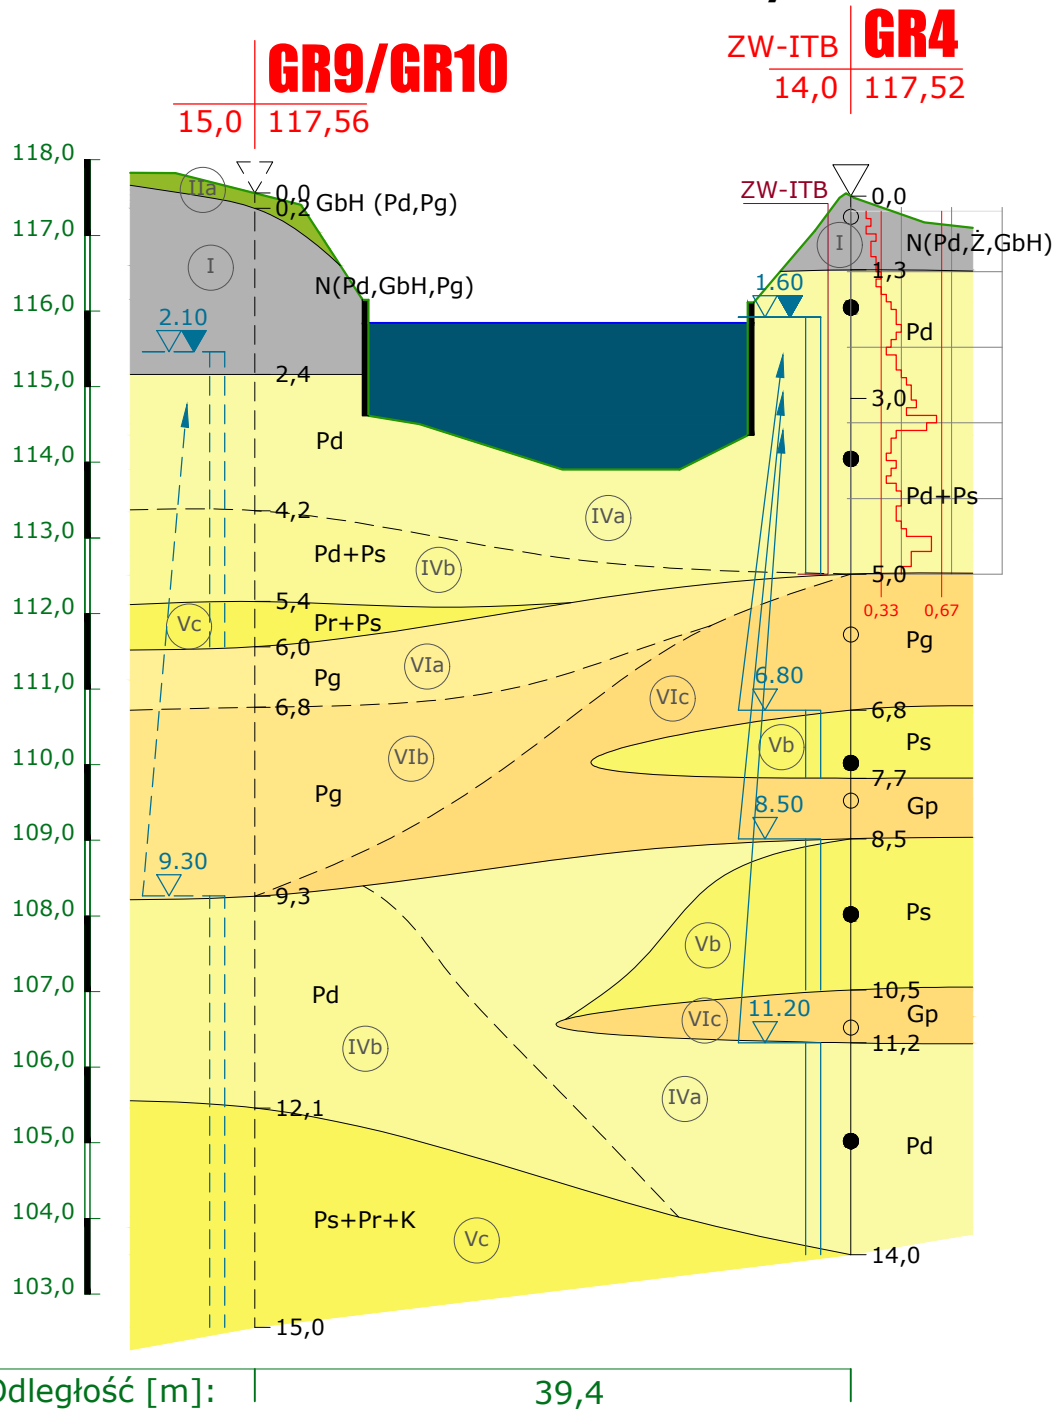 GR9/GR10
15,0 117,56
ZW-ITB GR4
14,0 117,52
118,0
117,0
116,0
115,0
114,0
113,0
112,0
111,0
110,0
109,0
108,0
107,0
106,0
105,0
104,0
103,0
IIa
0,0
0,2 GbH (Pd,Pg)
I
N(Pd,GbH,Pg)
2.10
2,4
Pd
4,2
Pd+Ps
IVb
IVa
5,4
Vc
Pr+Ps
6,0
VIa
Pg
6,8
VIb
Pg
9.30
9,3
Pd
IVb
12,1
Ps+Pr+K
Vc
15,0
ZW-ITB
0,0
I
N(Pd,Ż,GbH)
1,3
1.60
Pd
3,0
Pd+Ps
5,0
0,33 0,67
Pg
VIc
6.80
6,8
Vb
Ps
7,7
Gp
8.50
8,5
Ps
Vb
10,5
VIc
11.20
Gp
11,2
IVa
Pd
14,0
Odległość [m]: 39,4